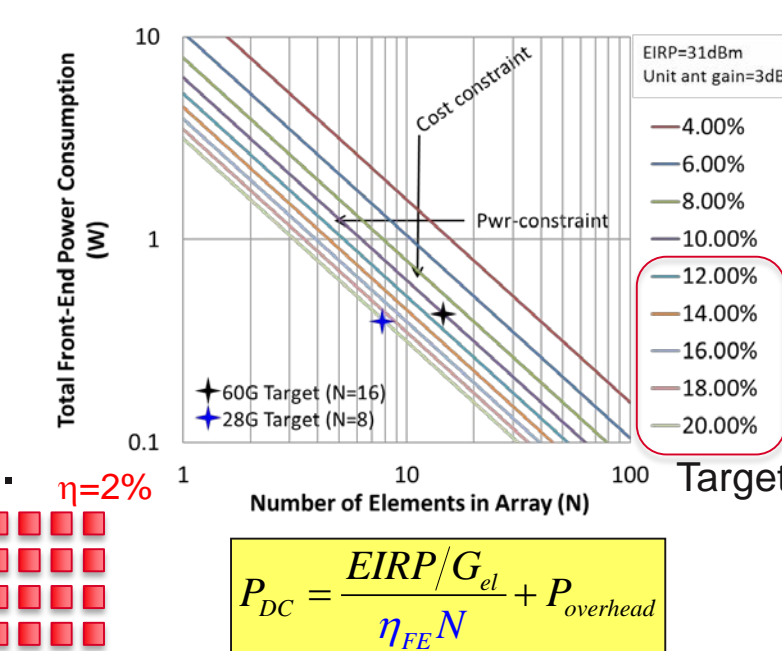 Total Front-End Power Consumption
(W)
10
1
0.1
Cost constraint
Pwr-constraint
60G Target (N=16)
28G Target (N=8)
1
10
100
Number of Elements in Array (N)
EIRP=31dBm
Unit ant gain=3dB
4.00%
6.00%
8.00%
10.00%
12.00%
14.00%
16.00%
18.00%
20.00%
Target
η=2%
P_DC = (EIRP/G_el)/(η_FE N) + P_overhead